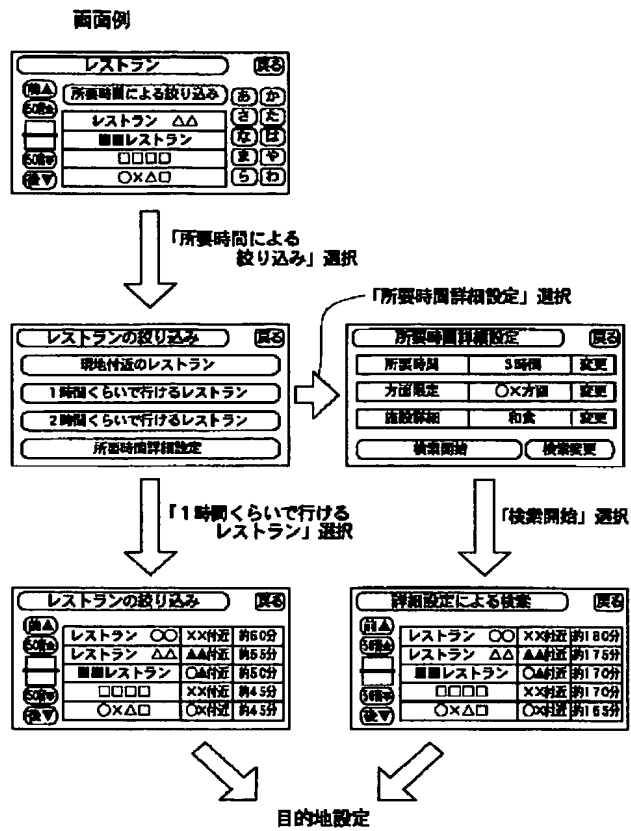 画面例
レストラン 戻る
前▲ 所要時間による絞り込み あ か
50音▲ レストラン △△ さ た
■■レストラン な は
50音▼ □□□□ ま や
後▼ ○×△□ ら わ
「所要時間による
絞り込み」選択
「所要時間詳細設定」選択
レストランの絞り込み 戻る
現地付近のレストラン
1時間くらいで行けるレストラン
2時間くらいで行けるレストラン
所要時間詳細設定
所要時間詳細設定 戻る
所要時間 3時間 変更
方面限定 ○×方面 変更
施設詳細 和食 変更
検索開始 検索変更
「1時間くらいで行ける
レストラン」選択
「検索開始」選択
レストランの絞り込み 戻る
前▲
50音▲ レストラン ○○ ××付近 約60分
レストラン △△ ▲▲付近 約55分
■■レストラン ○▲付近 約50分
50音▼ □□□□ ××付近 約45分
後▼ ○×△□ ○×付近 約45分
詳細設定による検索 戻る
前▲
50音▲ レストラン ○○ ××付近 約180分
レストラン △△ ▲▲付近 約175分
■■レストラン ○▲付近 約170分
50音▼ □□□□ ××付近 約170分
後▼ ○×△□ ○×付近 約165分
目的地設定